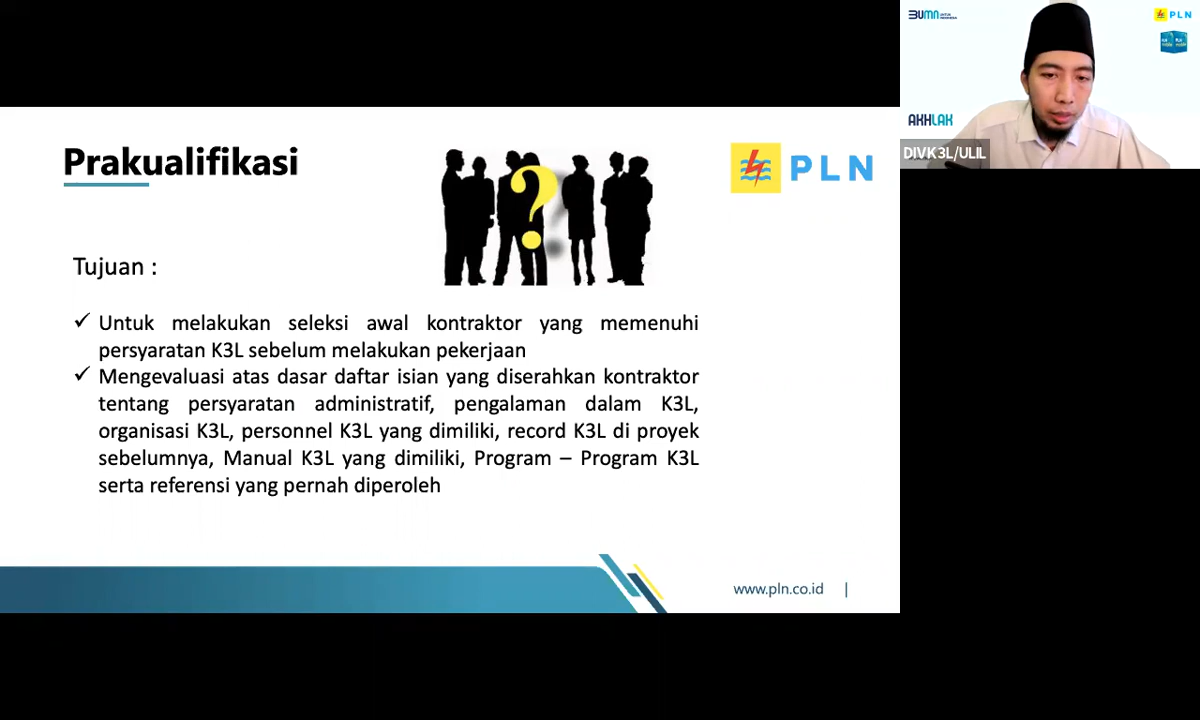 Prakualifikasi
?
PLN
Tujuan :
✓ Untuk melakukan seleksi awal kontraktor yang memenuhi
persyaratan K3L sebelum melakukan pekerjaan
✓ Mengevaluasi atas dasar daftar isian yang diserahkan kontraktor
tentang persyaratan administratif, pengalaman dalam K3L,
organisasi K3L, personnel K3L yang dimiliki, record K3L di proyek
sebelumnya, Manual K3L yang dimiliki, Program – Program K3L
serta referensi yang pernah diperoleh
www.pln.co.id |
BUMN
PLN
AKHLAK
DIVK3L/ULIL